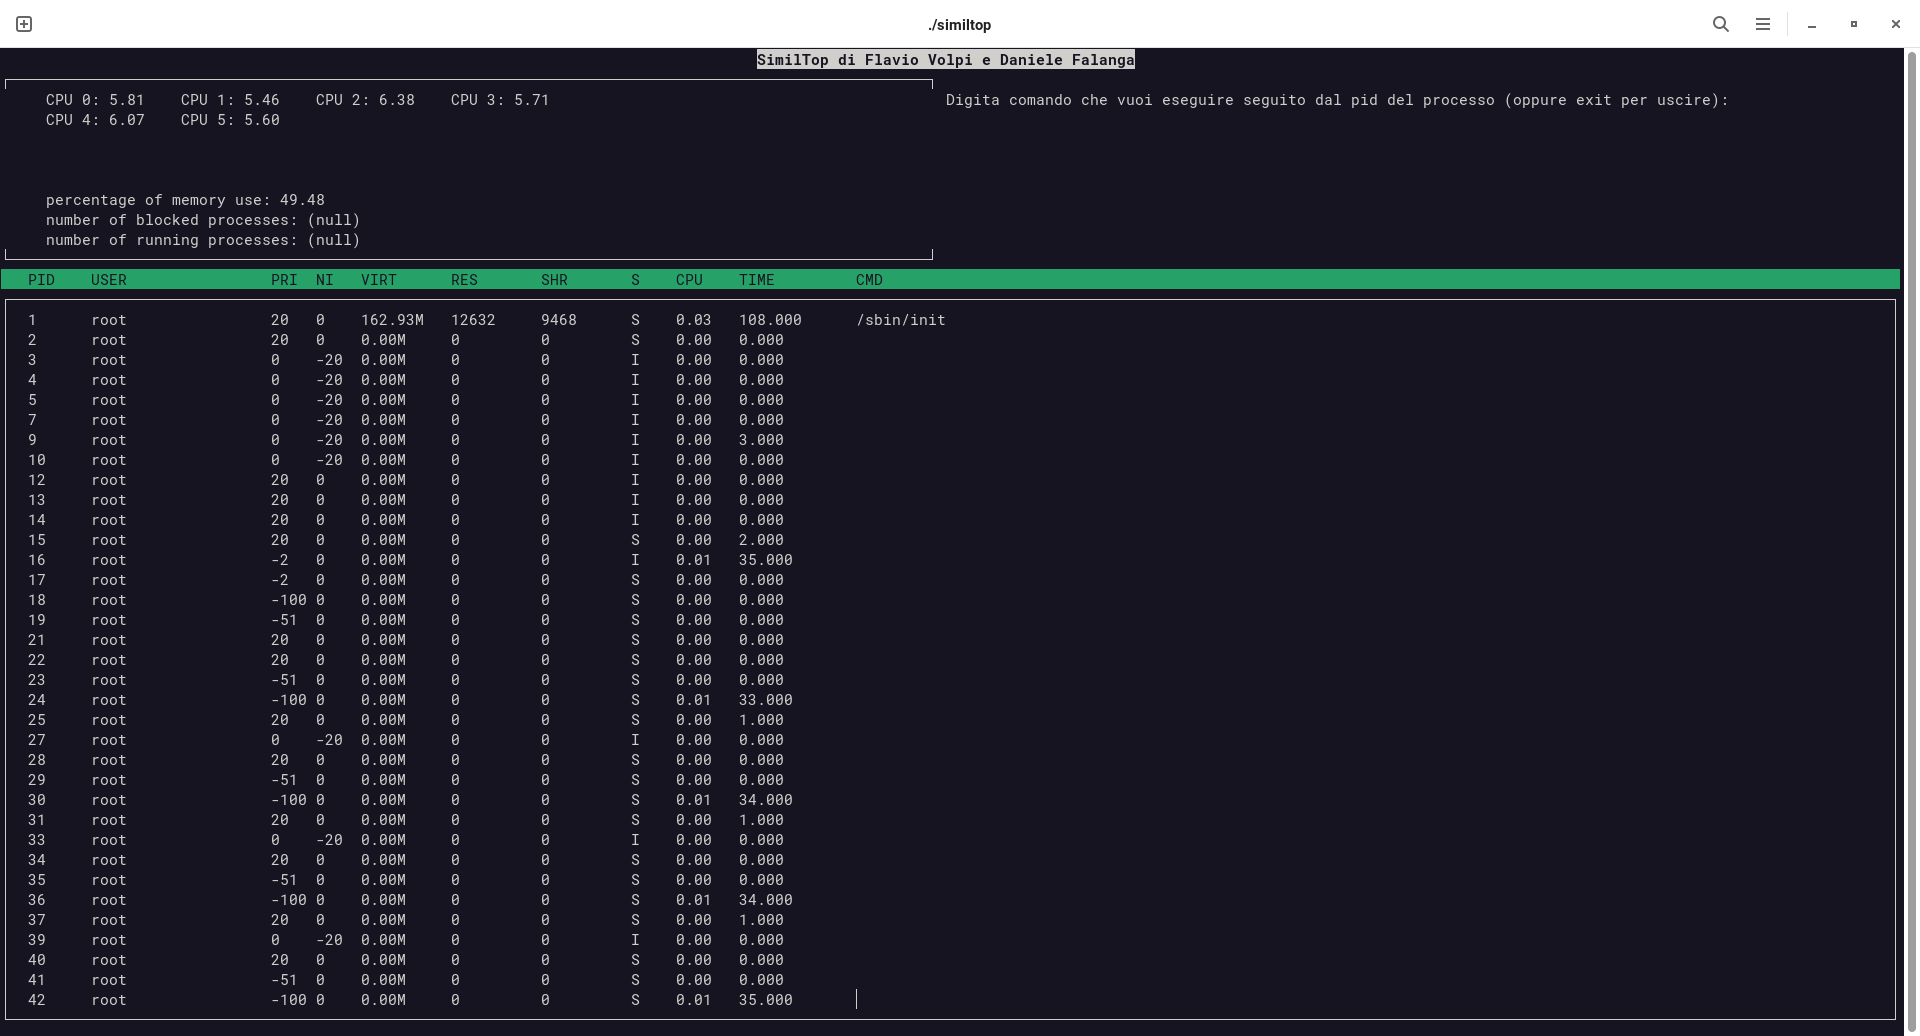 ./similtop
SimilTop di Flavio Volpi e Daniele Falanga
CPU 0: 5.81 CPU 1: 5.46 CPU 2: 6.38 CPU 3: 5.71
CPU 4: 6.07 CPU 5: 5.60
Digita comando che vuoi eseguire seguito dal pid del processo (oppure exit per uscire):
percentage of memory use: 49.48
number of blocked processes: (null)
number of running processes: (null)
PID USER PRI NI VIRT RES SHR S CPU TIME CMD
1 root 20 0 162.93M 12632 9468 S 0.03 108.000 /sbin/init
2 root 20 0 0.00M 0 0 S 0.00 0.000
3 root 0 -20 0.00M 0 0 I 0.00 0.000
4 root 0 -20 0.00M 0 0 I 0.00 0.000
5 root 0 -20 0.00M 0 0 I 0.00 0.000
7 root 0 -20 0.00M 0 0 I 0.00 0.000
9 root 0 -20 0.00M 0 0 I 0.00 3.000
10 root 0 -20 0.00M 0 0 I 0.00 0.000
12 root 20 0 0.00M 0 0 I 0.00 0.000
13 root 20 0 0.00M 0 0 I 0.00 0.000
14 root 20 0 0.00M 0 0 I 0.00 0.000
15 root 20 0 0.00M 0 0 S 0.00 2.000
16 root -2 0 0.00M 0 0 I 0.01 35.000
17 root -2 0 0.00M 0 0 S 0.00 0.000
18 root -100 0 0.00M 0 0 S 0.00 0.000
19 root -51 0 0.00M 0 0 S 0.00 0.000
21 root 20 0 0.00M 0 0 S 0.00 0.000
22 root 20 0 0.00M 0 0 S 0.00 0.000
23 root -51 0 0.00M 0 0 S 0.00 0.000
24 root -100 0 0.00M 0 0 S 0.01 33.000
25 root 20 0 0.00M 0 0 S 0.00 1.000
27 root 0 -20 0.00M 0 0 I 0.00 0.000
28 root 20 0 0.00M 0 0 S 0.00 0.000
29 root -51 0 0.00M 0 0 S 0.00 0.000
30 root -100 0 0.00M 0 0 S 0.01 34.000
31 root 20 0 0.00M 0 0 S 0.00 1.000
33 root 0 -20 0.00M 0 0 I 0.00 0.000
34 root 20 0 0.00M 0 0 S 0.00 0.000
35 root -51 0 0.00M 0 0 S 0.00 0.000
36 root -100 0 0.00M 0 0 S 0.01 34.000
37 root 20 0 0.00M 0 0 S 0.00 1.000
39 root 0 -20 0.00M 0 0 I 0.00 0.000
40 root 20 0 0.00M 0 0 S 0.00 0.000
41 root -51 0 0.00M 0 0 S 0.00 0.000
42 root -100 0 0.00M 0 0 S 0.01 35.000